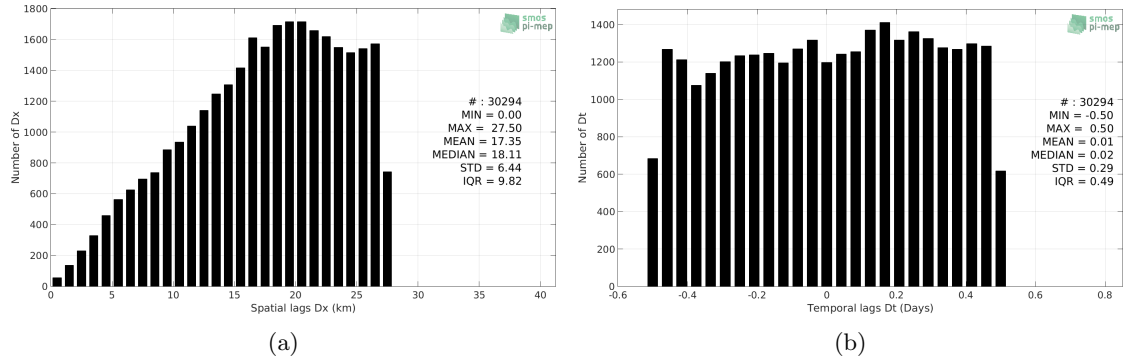 1800
1600
1400
1200
1000
800
600
400
200
0
Number of Dx
0 5 10 15 20 25 30 35 40
Spatial lags Dx (km)
smos
pi-mep
# : 30294
MIN = 0.00
MAX = 27.50
MEAN = 17.35
MEDIAN = 18.11
STD = 6.44
IQR = 9.82
(a)
1400
1200
1000
800
600
400
200
0
Number of Dt
-0.6 -0.4 -0.2 0 0.2 0.4 0.6 0.8
Temporal lags Dt (Days)
smos
pi-mep
# : 30294
MIN = -0.50
MAX = 0.50
MEAN = 0.01
MEDIAN = 0.02
STD = 0.29
IQR = 0.49
(b)